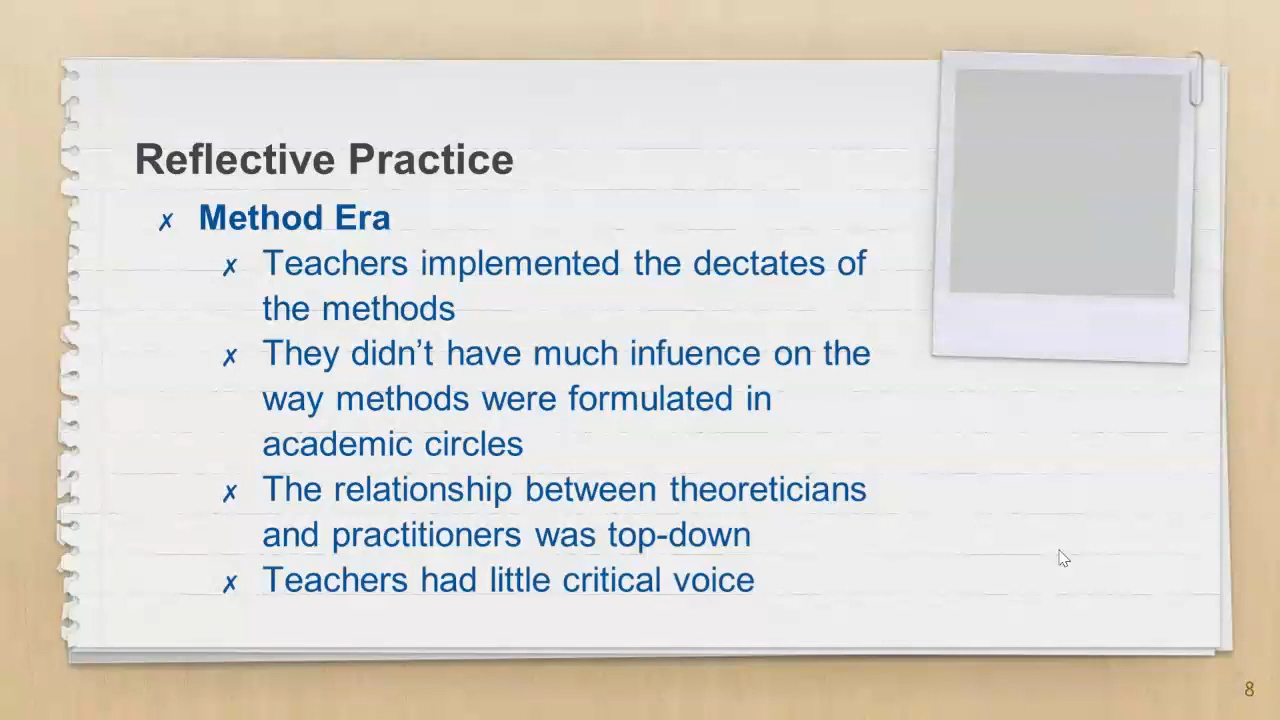 Reflective Practice
✗ Method Era
✗ Teachers implemented the dectates of
the methods
✗ They didn’t have much infuence on the
way methods were formulated in
academic circles
✗ The relationship between theoreticians
and practitioners was top-down
✗ Teachers had little critical voice
8